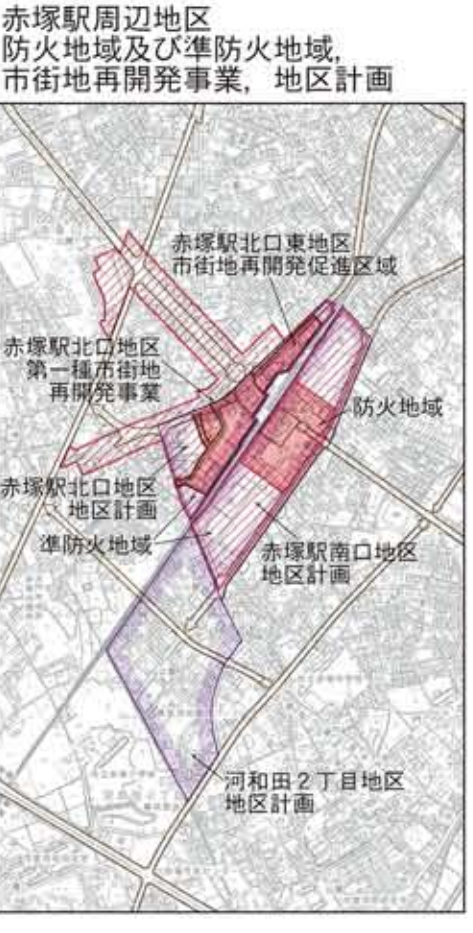 赤塚駅周辺地区
防火地域及び準防火地域,
市街地再開発事業, 地区計画
赤塚駅北口東地区
市街地再開発促進区域
赤塚駅北口地区
第一種市街地
再開発事業
防火地域
赤塚駅北口地区
地区計画
準防火地域
赤塚駅南口地区
地区計画
河和田2丁目地区
地区計画